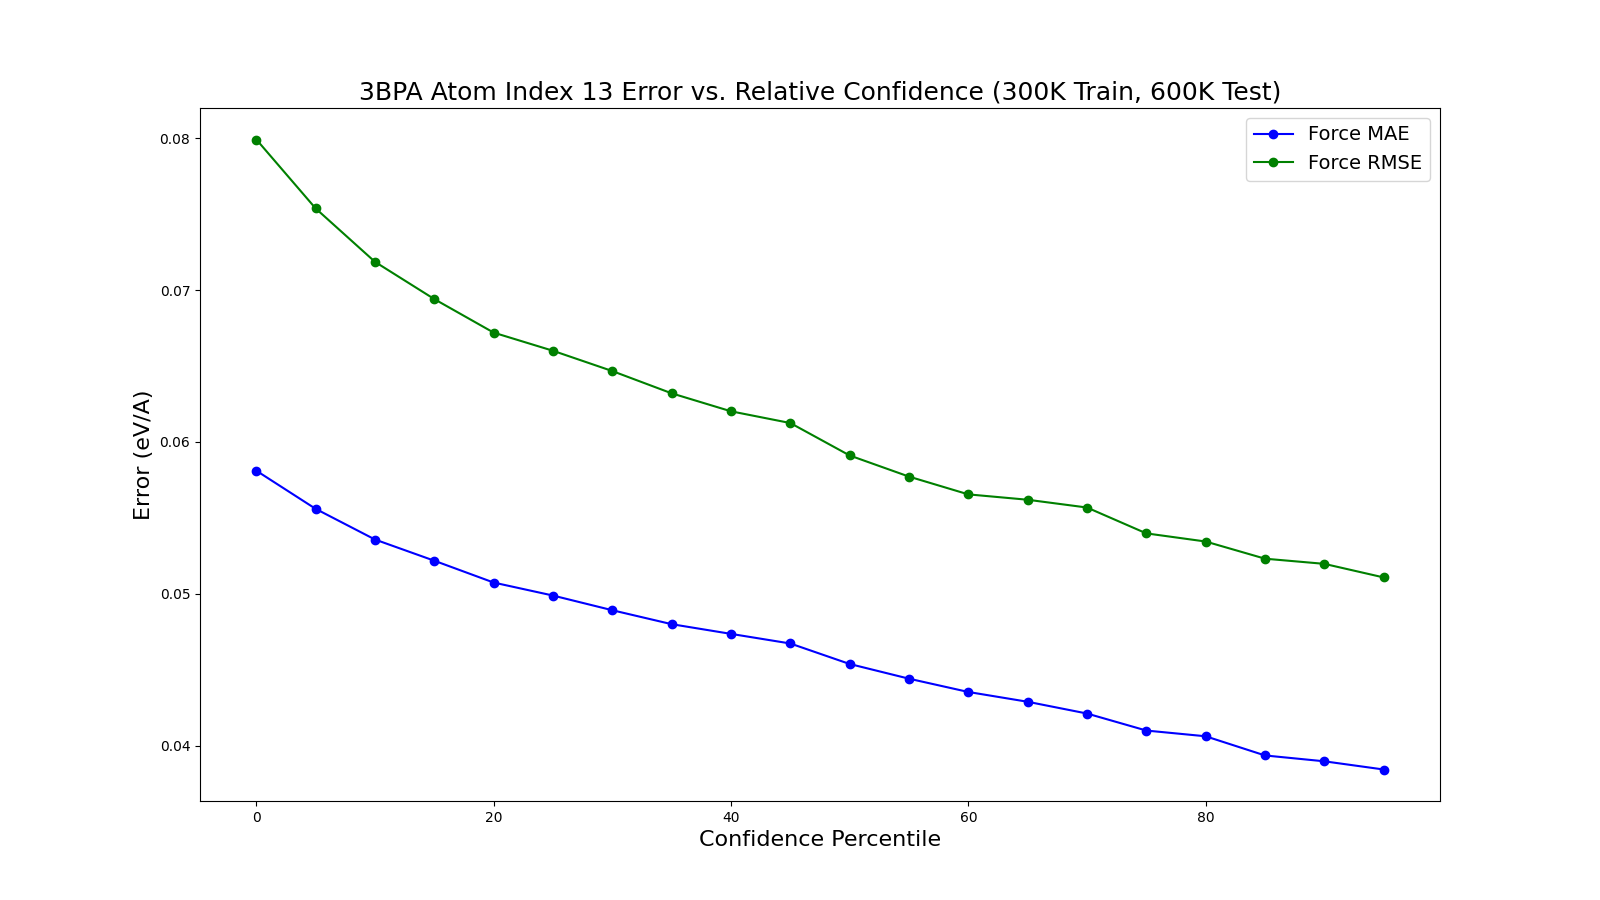 3BPA Atom Index 13 Error vs. Relative Confidence (300K Train, 600K Test)
Force MAE
Force RMSE
Error (eV/A)
0.08
0.07
0.06
0.05
0.04
0 20 40 60 80
Confidence Percentile